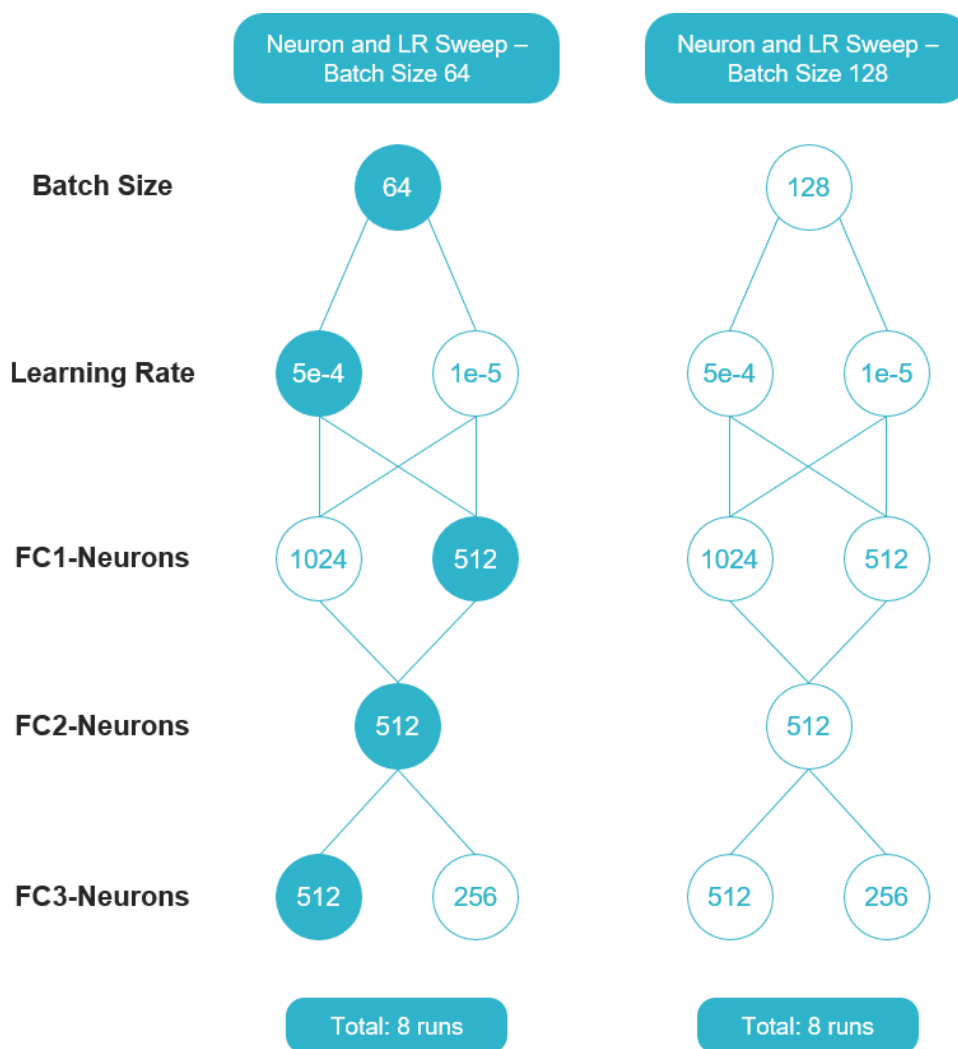 Neuron and LR Sweep –
Batch Size 64
Neuron and LR Sweep –
Batch Size 128
Batch Size
64
128
Learning Rate
5e-4
1e-5
5e-4
1e-5
FC1-Neurons
1024
512
1024
512
FC2-Neurons
512
512
FC3-Neurons
512
256
512
256
Total: 8 runs
Total: 8 runs